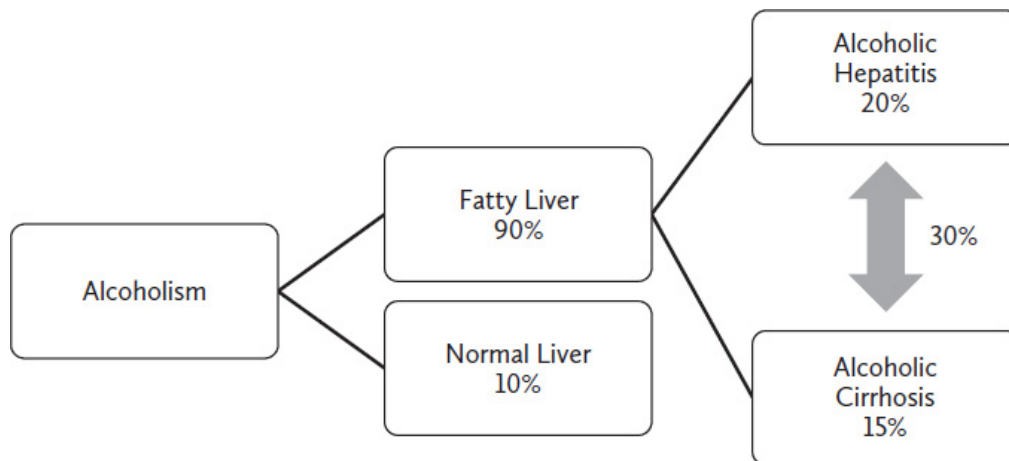 Alcoholism
Fatty Liver
90%
Normal Liver
10%
Alcoholic
Hepatitis
20%
30%
Alcoholic
Cirrhosis
15%